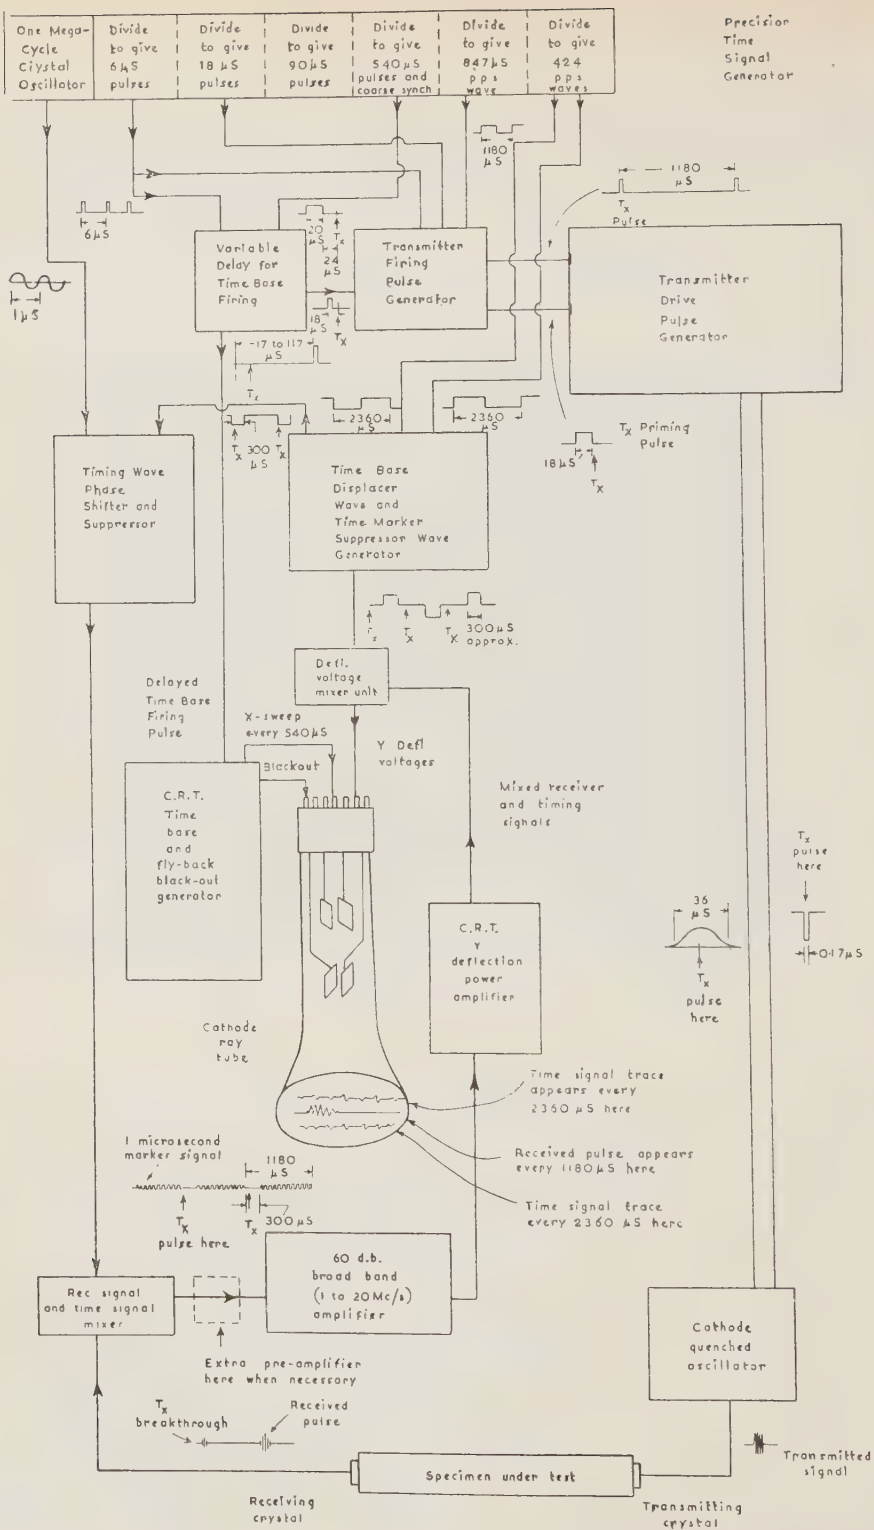 One Mega-
Cycle
Crystal
Oscillator
Divide
to give
6μS
pulses
Divide
to give
18μS
pulses
Divide
to give
90μS
pulses
Divide
to give
540μS
pulses and
coarse synch
Divide
to give
847μS
pps
wave
Divide
to give
424
pps
waves
Precision
Time
Signal
Generator
1180
μS
1180
μS
Tx
Pulse
6μS
1μS
Variable
Delay for
Time Base
Firing
20
μS
Tx
24
μS
18
μS
Tx
Transmitter
Firing
Pulse
Generator
Transmitter
Drive
Pulse
Generator
-17 to 117
μS
Tx
2360
μS
2360
μS
Tx
300
μS
Tx
18μS
Tx
Tx Priming
Pulse
Timing Wave
Phase
Shifter and
Suppressor
Time Base
Displacer
Wave and
Time Marker
Suppressor Wave
Generator
Tx
Tx
Tx
300μS
approx.
Defl.
voltage
mixer unit
Delayed
Time Base
Firing
Pulse
X-sweep
every 540μS
Blackout
Y Defl
voltages
Mixed receiver
and timing
signals
C.R.T.
Time
base
and
fly-back
black-out
generator
C.R.T.
Y
deflection
power
amplifier
36
μS
Tx
pulse
here
Tx
pulse
here
0·17μS
Cathode
ray
tube
Time signal trace
appears every
2360 μS here
Received pulse appears
every 1180μS here
Time signal trace
every 2360 μS here
1 microsecond
marker signal
1180
μS
Tx
pulse here
Tx
300μS
Rec signal
and time signal
mixer
60 d.b.
broad band
(1 to 20Mc/s)
amplifier
Extra pre-amplifier
here when necessary
Cathode
quenched
oscillator
Tx
breakthrough
Received
pulse
Transmitted
signal
Specimen under test
Receiving
crystal
Transmitting
crystal